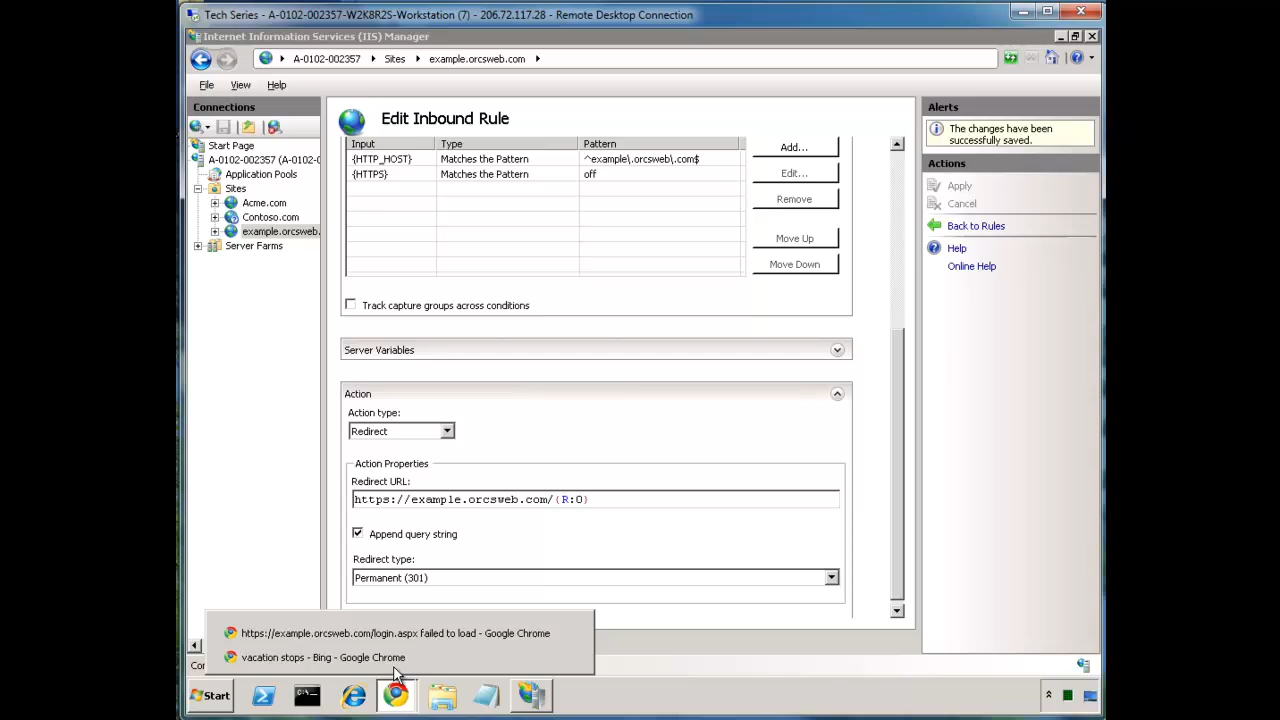 Tech Series - A-0102-002357-W2K8R2S-Workstation (7) - 206.72.117.28 - Remote Desktop Connection
Internet Information Services (IIS) Manager
A-0102-002357 Sites example.orcsweb.com
File View Help
Connections
Start Page
A-0102-002357 (A-0102-0
Application Pools
Sites
Acme.com
Contoso.com
example.orcsweb.
Server Farms
Edit Inbound Rule
Input Type Pattern
{HTTP_HOST} Matches the Pattern ^example\.orcsweb\.com$
{HTTPS} Matches the Pattern off
Add...
Edit...
Remove
Move Up
Move Down
Track capture groups across conditions
Server Variables
Action
Action type:
Redirect
Action Properties
Redirect URL:
https://example.orcsweb.com/(R:0)
Append query string
Redirect type:
Permanent (301)
Alerts
The changes have been
successfully saved.
Actions
Apply
Cancel
Back to Rules
Help
Online Help
https://example.orcsweb.com/login.aspx failed to load - Google Chrome
vacation stops - Bing - Google Chrome
Cor
Start